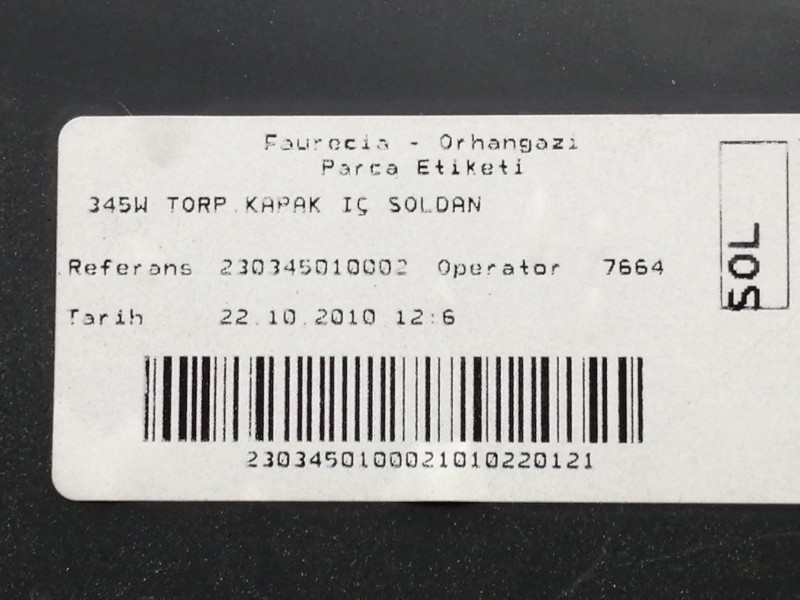 Faurecia - Orhangazi
Parca Etiketi
345W TORP.KAPAK IÇ SOLDAN
Referans 230345010002 Operator 7664
Tarih 22.10.2010 12:6
2303450100021010220121
SOL